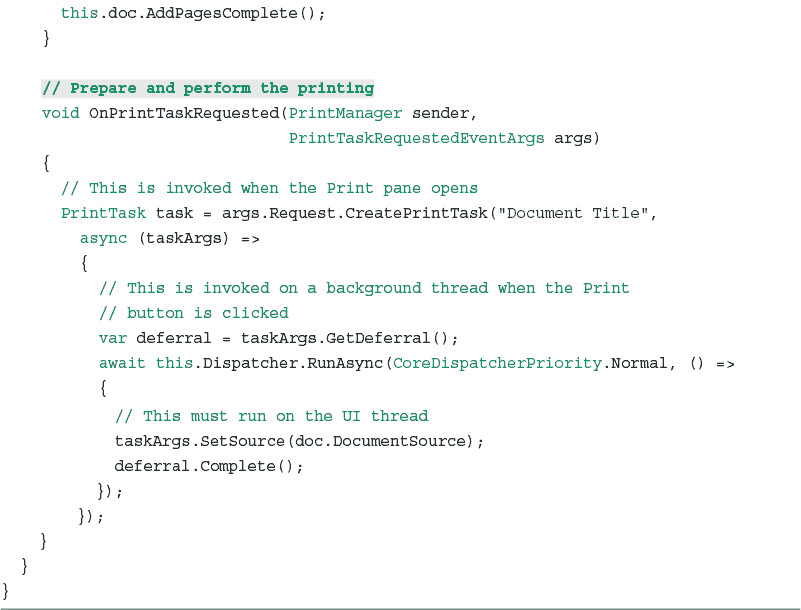 this.doc.AddPagesComplete();
    }

    // Prepare and perform the printing
    void OnPrintTaskRequested(PrintManager sender,
                              PrintTaskRequestedEventArgs args)
    {
      // This is invoked when the Print pane opens
      PrintTask task = args.Request.CreatePrintTask("Document Title",
        async (taskArgs) =>
        {
          // This is invoked on a background thread when the Print
          // button is clicked
          var deferral = taskArgs.GetDeferral();
          await this.Dispatcher.RunAsync(CoreDispatcherPriority.Normal, () =>
          {
            // This must run on the UI thread
            taskArgs.SetSource(doc.DocumentSource);
            deferral.Complete();
          });
        });
    }
  }
}